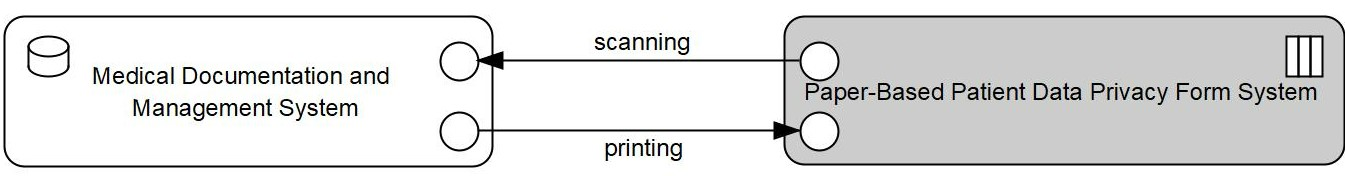 scanning
Medical Documentation and
Management System
Paper-Based Patient Data Privacy Form System
printing